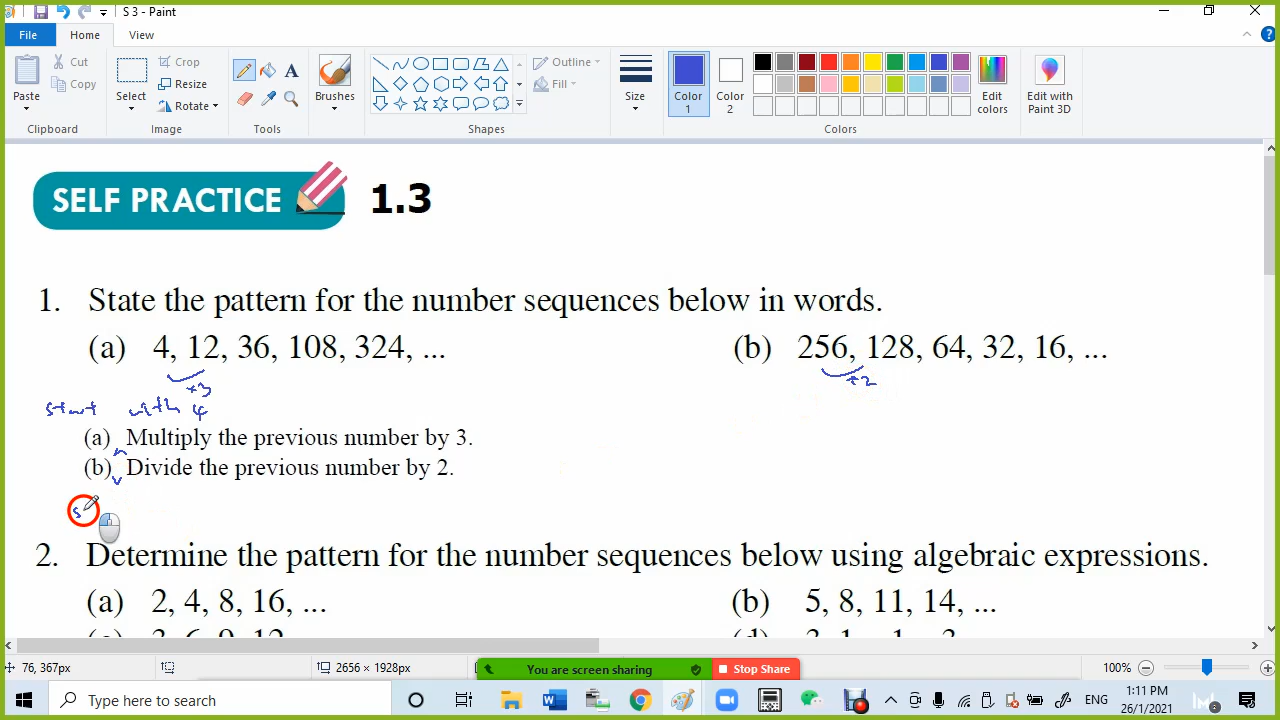 S 3 - Paint
File Home View
Paste Cut Copy Select Crop Resize Rotate Brushes Outline Fill Size Color 1 Color 2 Edit colors Edit with Paint 3D
Clipboard Image Tools Shapes Colors
SELF PRACTICE 1.3
1. State the pattern for the number sequences below in words.
(a) 4, 12, 36, 108, 324, ... (b) 256, 128, 64, 32, 16, ...
start with 4
(a) Multiply the previous number by 3.
(b) Divide the previous number by 2.
s
2. Determine the pattern for the number sequences below using algebraic expressions.
(a) 2, 4, 8, 16, ... (b) 5, 8, 11, 14, ...
76, 367px 2656 × 1928px You are screen sharing Stop Share 100%
Type here to search ENG 1:11 PM
26/1/2021